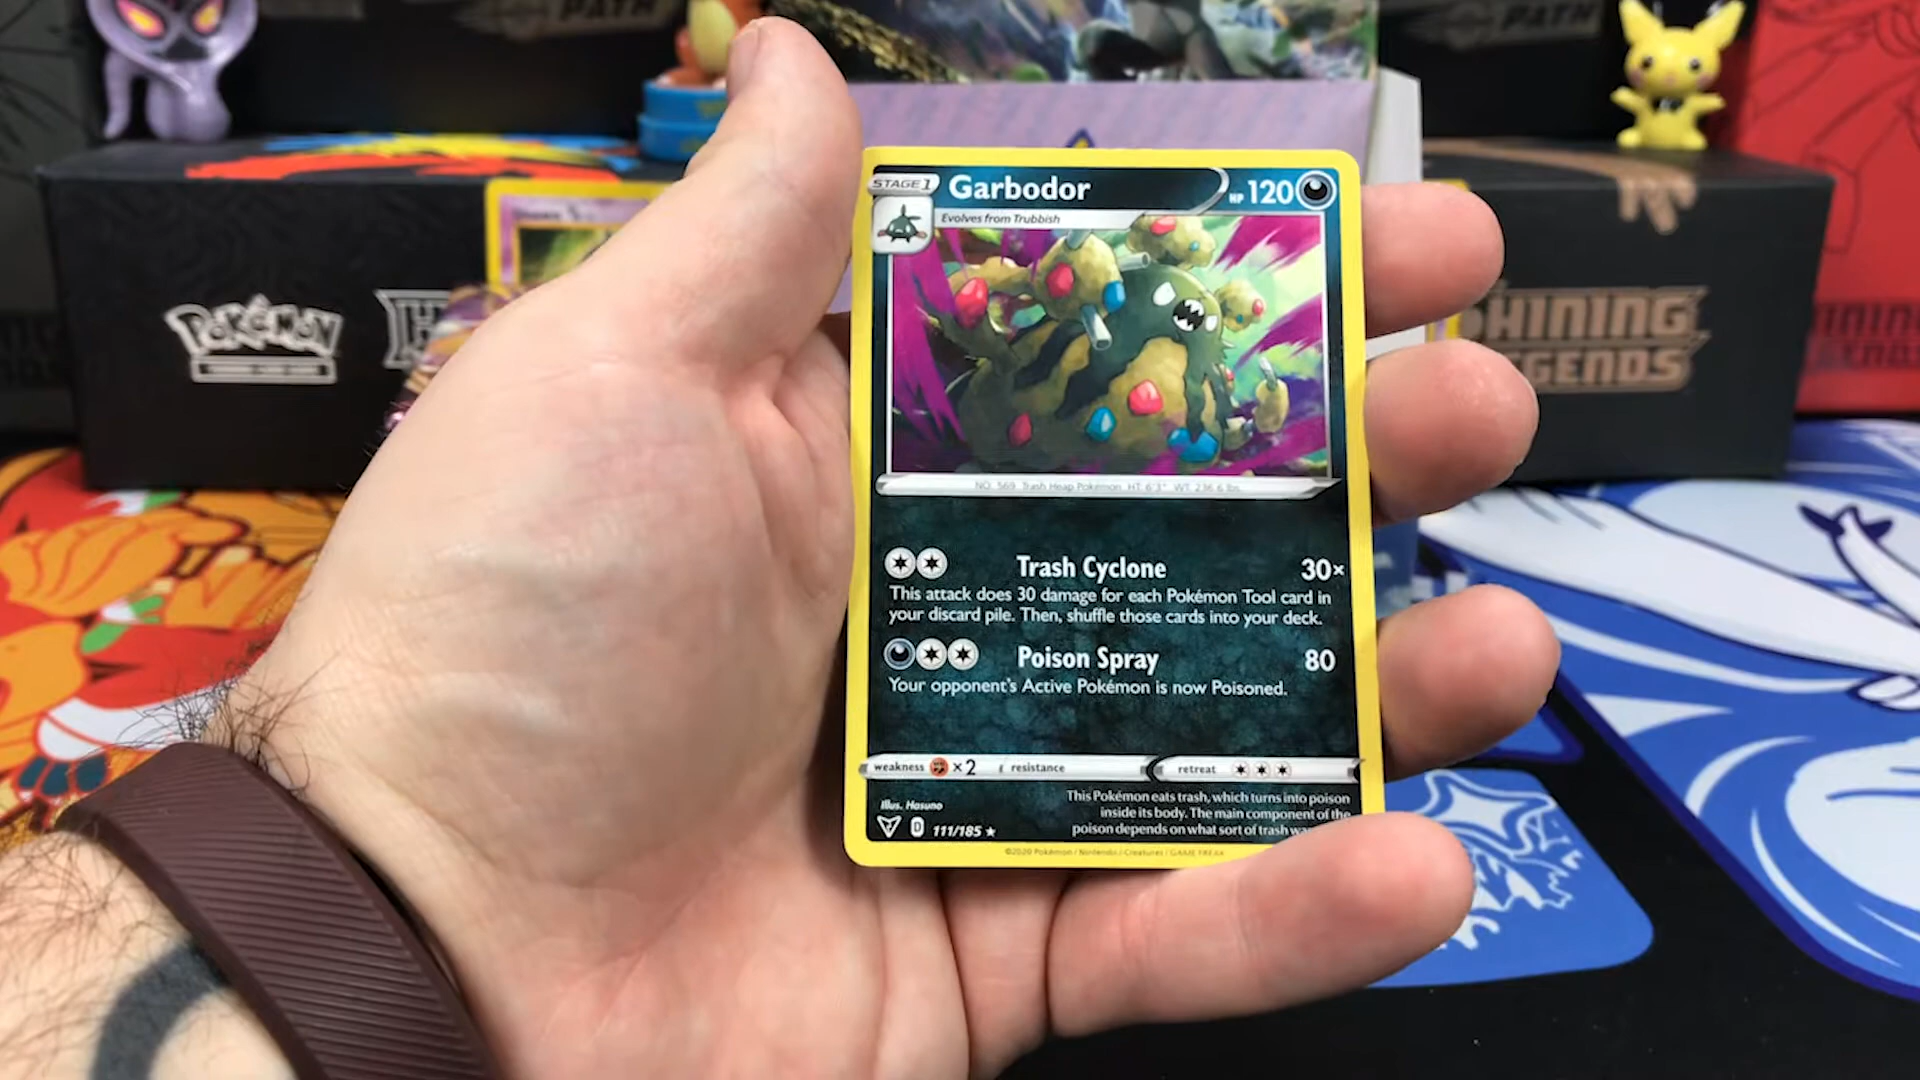 PATH
PATH
POKéMON
SHINING
LEGENDS
STAGE 1
Garbodor
HP 120
Evolves from Trubbish
NO. 569 Trash Heap Pokémon HT: 6'3" WT: 236.6 lbs.
Trash Cyclone 30×
This attack does 30 damage for each Pokémon Tool card in
your discard pile. Then, shuffle those cards into your deck.
Poison Spray 80
Your opponent's Active Pokémon is now Poisoned.
weakness ×2 resistance retreat
Illus. Hasuno
This Pokémon eats trash, which turns into poison
inside its body. The main component of the
poison depends on what sort of trash
D 111/185
©2020 Pokémon / Nintendo / Creatures / GAME FREAK